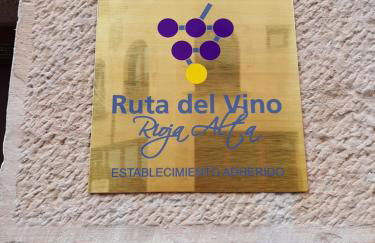 Ruta del Vino
Rioja Alta
ESTABLECIMIENTO ADHERIDO